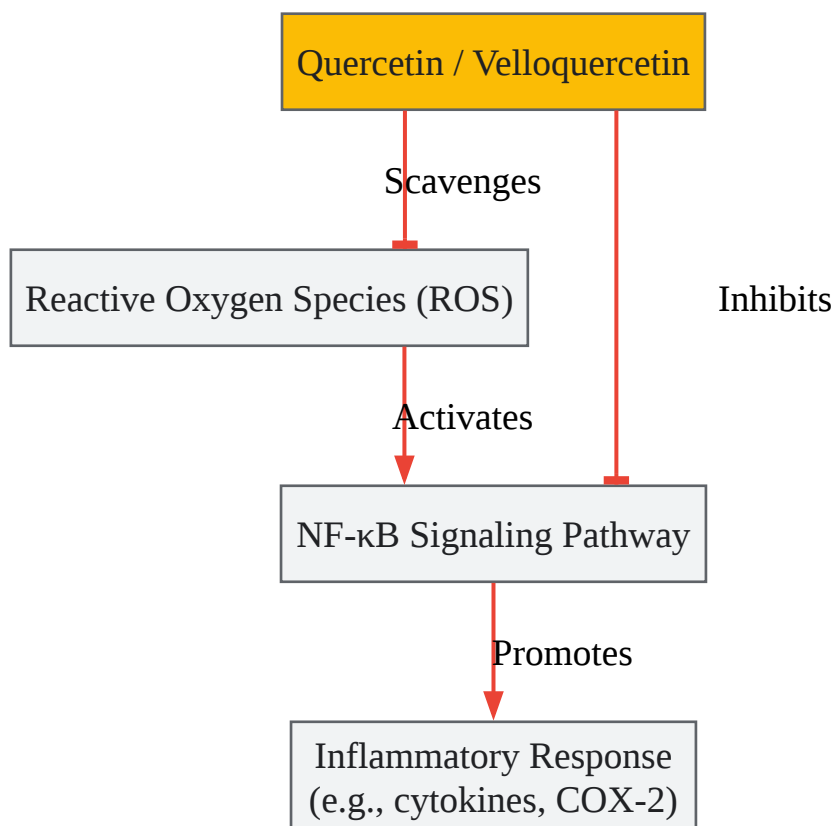 Quercetin / Velloquercetin
Scavenges
Reactive Oxygen Species (ROS)
Inhibits
Activates
NF-κB Signaling Pathway
Promotes
Inflammatory Response
(e.g., cytokines, COX-2)